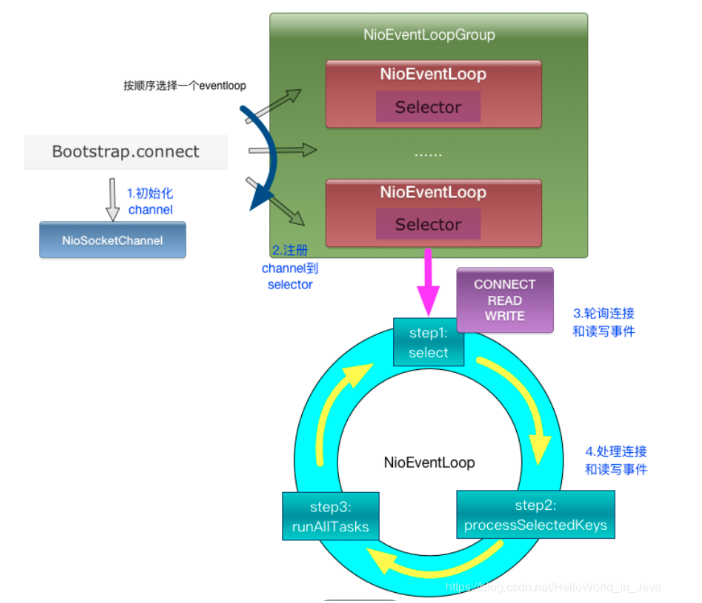 NioEventLoopGroup
NioEventLoop
Selector
按顺序选择一个eventloop
Bootstrap.connect
......
1.初始化
channel
NioEventLoop
Selector
NioSocketChannel
2.注册
channel到
selector
CONNECT
READ
WRITE
3.轮询连接
和读写事件
step1:
select
NioEventLoop
4.处理连接
和读写事件
step3:
runAllTasks
step2:
processSelectedKeys
https://blog.csdn.net/HelloWorld_In_Java